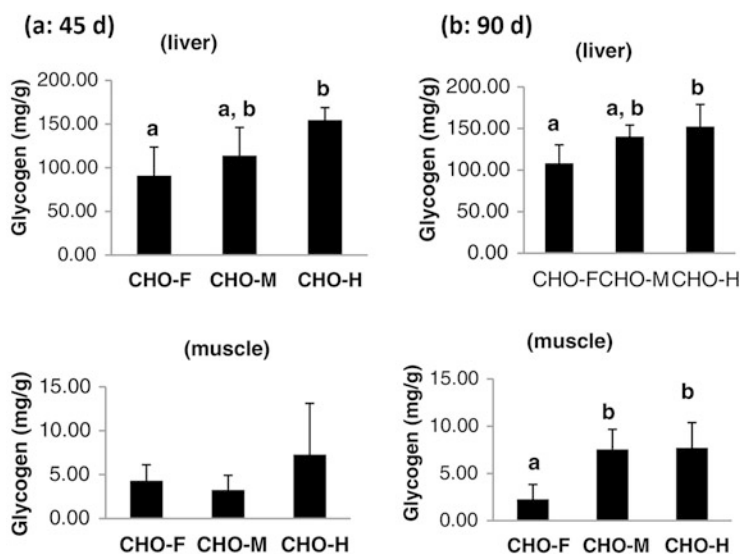 (a: 45 d)
(liver)
Glycogen (mg/g)
200.00
150.00
100.00
50.00
0.00
a
a, b
b
CHO-F CHO-M CHO-H
(b: 90 d)
(liver)
Glycogen (mg/g)
200.00
150.00
100.00
50.00
0.00
a
a, b
b
CHO-F CHO-M CHO-H
(muscle)
Glycogen (mg/g)
15.00
10.00
5.00
0.00
CHO-F CHO-M CHO-H
(muscle)
Glycogen (mg/g)
15.00
10.00
5.00
0.00
a
b
b
CHO-F CHO-M CHO-H